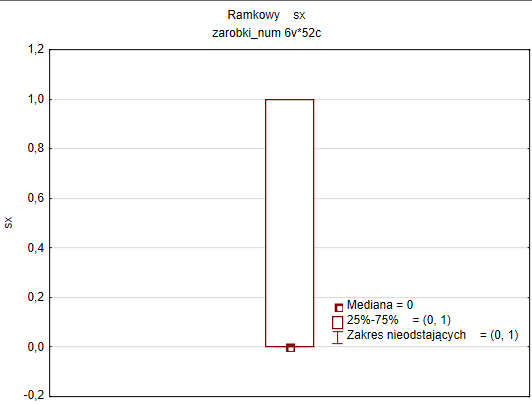 Ramkowy sx
zarobki_num 6v*52c
1,2
1,0
0,8
0,6
0,4
0,2
0,0
-0,2
sx
Mediana = 0
25%-75% = (0, 1)
Zakres nieodstających = (0, 1)